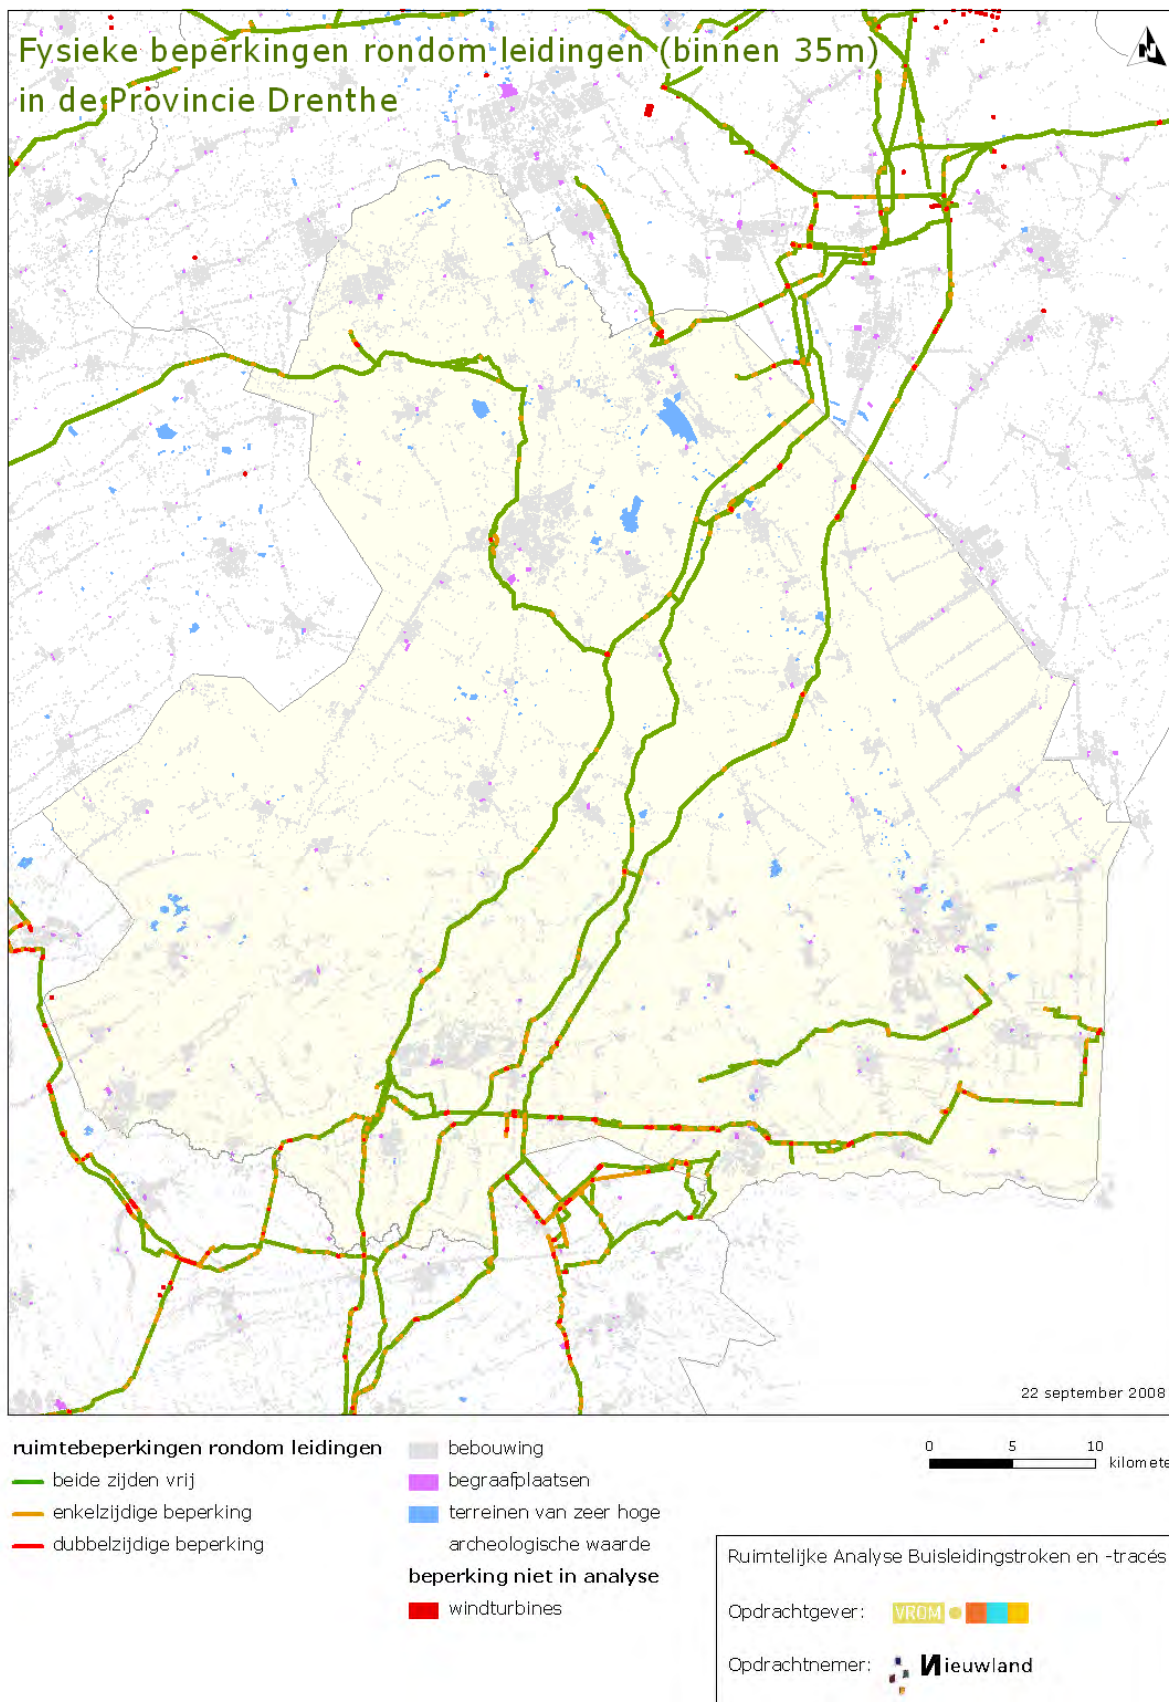 Fysieke beperkingen rondom leidingen (binnen 35m)
in de Provincie Drenthe
N
22 september 2008
ruimtebeperkingen rondom leidingen
beide zijden vrij
enkelzijdige beperking
dubbelzijdige beperking
bebouwing
begraafplaatsen
terreinen van zeer hoge
archeologische waarde
beperking niet in analyse
windturbines
0 5 10
kilomete
Ruimtelijke Analyse Buisleidingstroken en -tracés
Opdrachtgever: VROM
Opdrachtnemer: Nieuwland